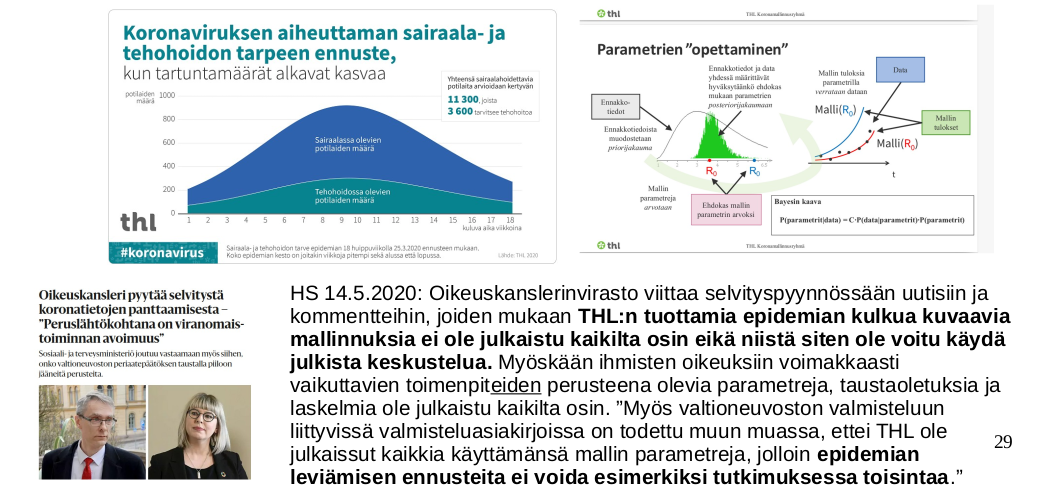 Koronaviruksen aiheuttaman sairaala- ja
tehohoidon tarpeen ennuste,
kun tartuntamäärät alkavat kasvaa
potilaiden
määrä
1000
800
600
400
200
0
Yhteensä sairaalahoidettavia
potilaita arvioidaan kertyvän
11 300, joista
3 600 tarvitsee tehohoitoa
Sairaalassa olevien
potilaiden määrä
Tehohoidossa olevien
potilaiden määrä
1 2 3 4 5 6 7 8 9 10 11 12 13 14 15 16 17 18
kuluva aika viikkoina
thl
#koronavirus
Sairaala- ja tehohoidon tarve epidemian 18 huippuviikolla 25.3.2020 ennusteen mukaan.
Koko epidemian kesto on joitakin viikkoja pitempi sekä alussa että lopussa.
Lähde: THL 2020
thl
THL Koronamallinnusryhmä
Parametrien ”opettaminen”
Ennakko-
tiedot
Ennakkotiedoista
muodostetaan
priorijakauma
Ennakkotiedot ja data
yhdessä määrittävät
hyväksytäänkö ehdokas
mukaan parametrien
posteriorijakaumaan
Mallin tuloksia
parametrilla
verrataan dataan
Data
Malli(R0)
Mallin
tulokset
Malli(R0)
R0
R0
t
Mallin
parametreja
arvotaan
Ehdokas mallin
parametrin arvoksi
Bayesin kaava
P(parametrit|data) = C·P(data|parametrit)·P(parametrit)
thl
THL Koronamallinnusryhmä
Oikeuskansleri pyytää selvitystä
koronatietojen panttaamisesta –
”Peruslähtökohtana on viranomais-
toiminnan avoimuus”
Sosiaali- ja terveysministeriö joutuu vastaamaan myös siihen,
onko valtioneuvoston periaatepäätöksen taustalla piiloon
jääneitä perusteita.
HS 14.5.2020: Oikeuskanslerinvirasto viittaa selvityspyynnössään uutisiin ja
kommentteihin, joiden mukaan THL:n tuottamia epidemian kulkua kuvaavia
mallinnuksia ei ole julkaistu kaikilta osin eikä niistä siten ole voitu käydä
julkista keskustelua. Myöskään ihmisten oikeuksiin voimakkaasti
vaikuttavien toimenpiteiden perusteena olevia parametreja, taustaoletuksia ja
laskelmia ole julkaistu kaikilta osin. ”Myös valtioneuvoston valmisteluun
liittyvissä valmisteluasiakirjoissa on todettu muun muassa, ettei THL ole
julkaissut kaikkia käyttämänsä mallin parametreja, jolloin epidemian
leviämisen ennusteita ei voida esimerkiksi tutkimuksessa toisintaa.”
29